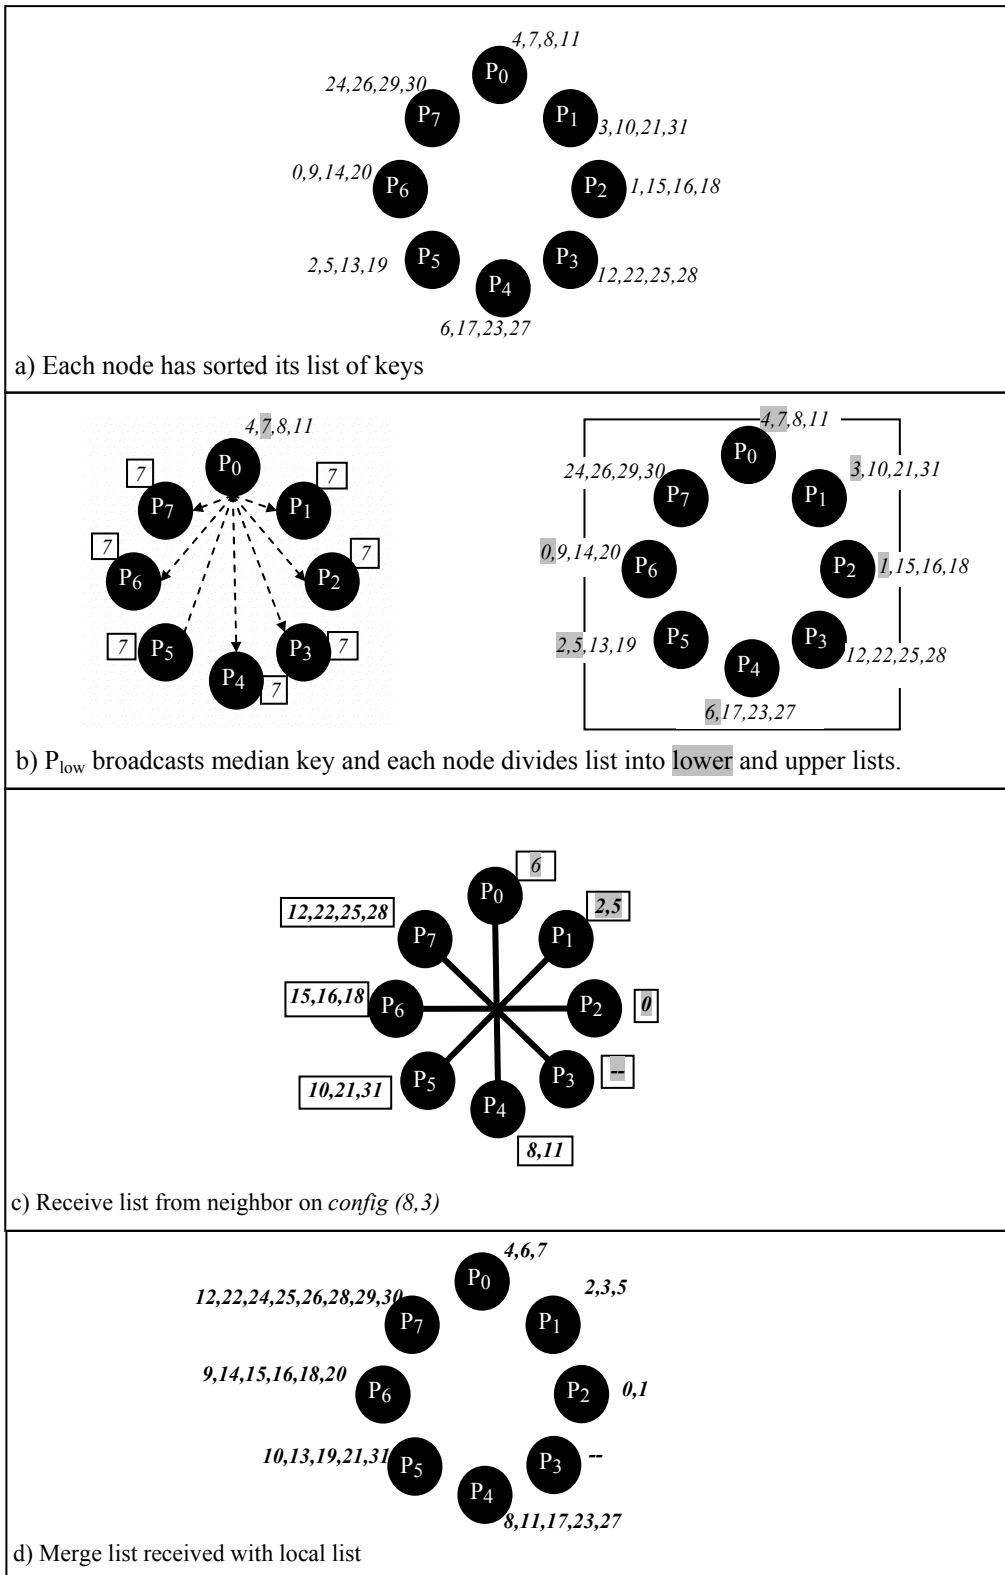 4,7,8,11
P0
24,26,29,30
P7
P1
3,10,21,31
0,9,14,20
P6
P2
1,15,16,18
2,5,13,19
P5
P3
12,22,25,28
P4
6,17,23,27
a) Each node has sorted its list of keys
4,7,8,11
P0
7
7
P7
P1
7
7
P6
P2
7
P5
P3
7
P4
7
4,7,8,11
P0
24,26,29,30
P7
P1
3,10,21,31
0,9,14,20
P6
P2
1,15,16,18
2,5,13,19
P5
P3
12,22,25,28
P4
6,17,23,27
b) Plow broadcasts median key and each node divides list into lower and upper lists.
6
P0
12,22,25,28
2,5
P7
P1
15,16,18
P6
P2
0
P5
P3
--
10,21,31
P4
8,11
c) Receive list from neighbor on config (8,3)
4,6,7
P0
12,22,24,25,26,28,29,30
2,3,5
P7
P1
9,14,15,16,18,20
P6
P2
0,1
10,13,19,21,31
P5
P3
--
P4
8,11,17,23,27
d) Merge list received with local list